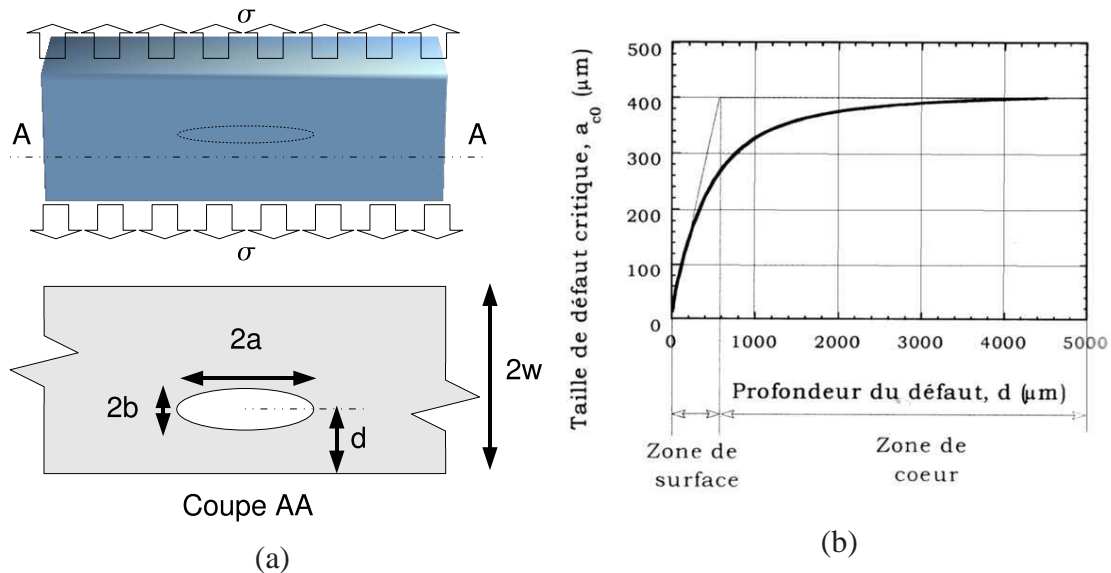 σ
A A
σ
2a
2b
2w
d
Coupe AA
(a)
Taille de défaut critique, a_c0 (μm)
500
400
300
200
100
0
0 1000 2000 3000 4000 5000
Profondeur du défaut, d (μm)
Zone de
surface
Zone de
coeur
(b)